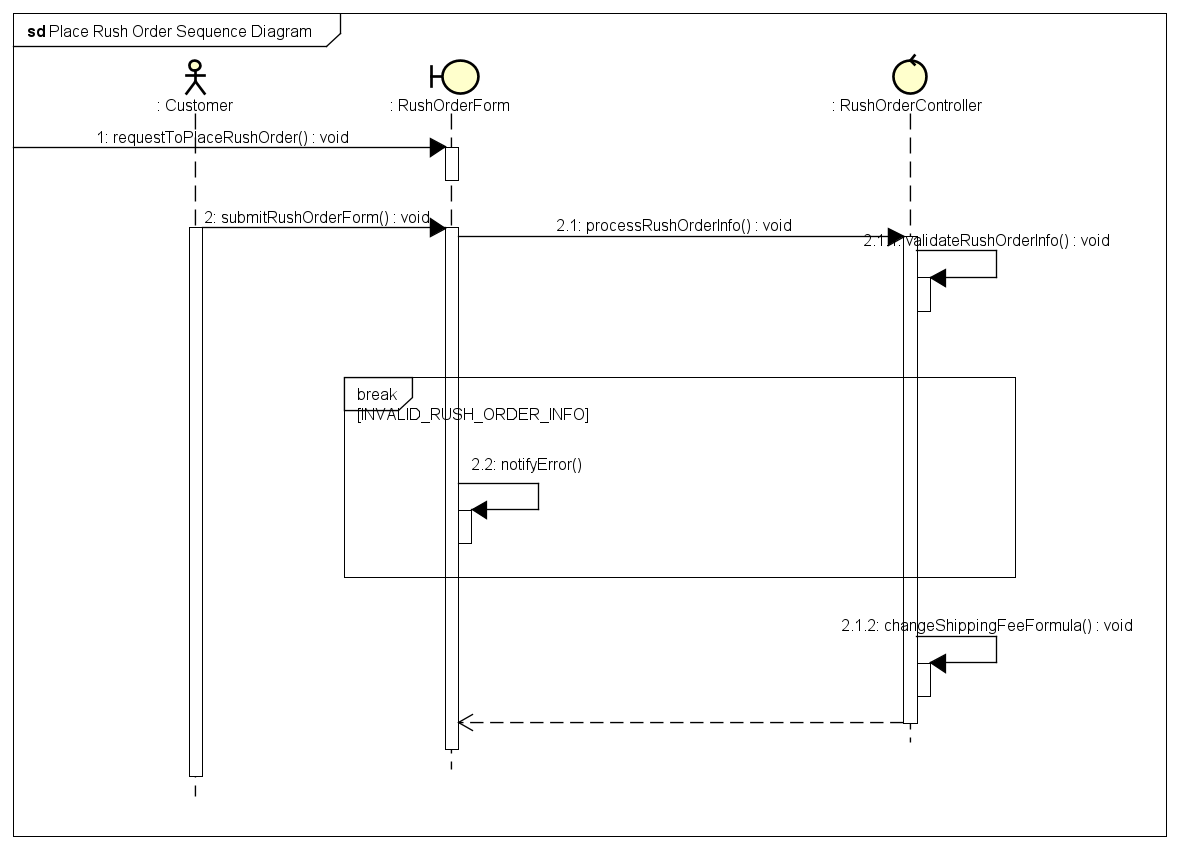 sd Place Rush Order Sequence Diagram
: Customer
: RushOrderForm
: RushOrderController
1: requestToPlaceRushOrder() : void
2: submitRushOrderForm() : void
2.1: processRushOrderInfo() : void
2.1.1: validateRushOrderInfo() : void
break
[INVALID_RUSH_ORDER_INFO]
2.2: notifyError()
2.1.2: changeShippingFeeFormula() : void